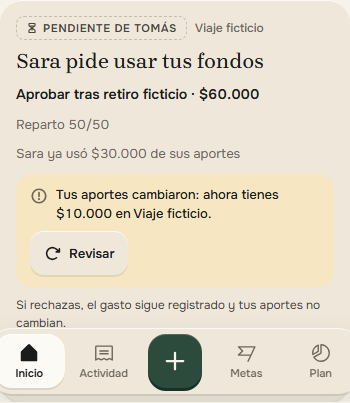 PENDIENTE DE TOMÁS Viaje ficticio
Sara pide usar tus fondos
Aprobar tras retiro ficticio · $60.000
Reparto 50/50
Sara ya usó $30.000 de sus aportes
Tus aportes cambiaron: ahora tienes
$10.000 en Viaje ficticio.
Revisar
Si rechazas, el gasto sigue registrado y tus aportes no
cambian.
Inicio Actividad Metas Plan